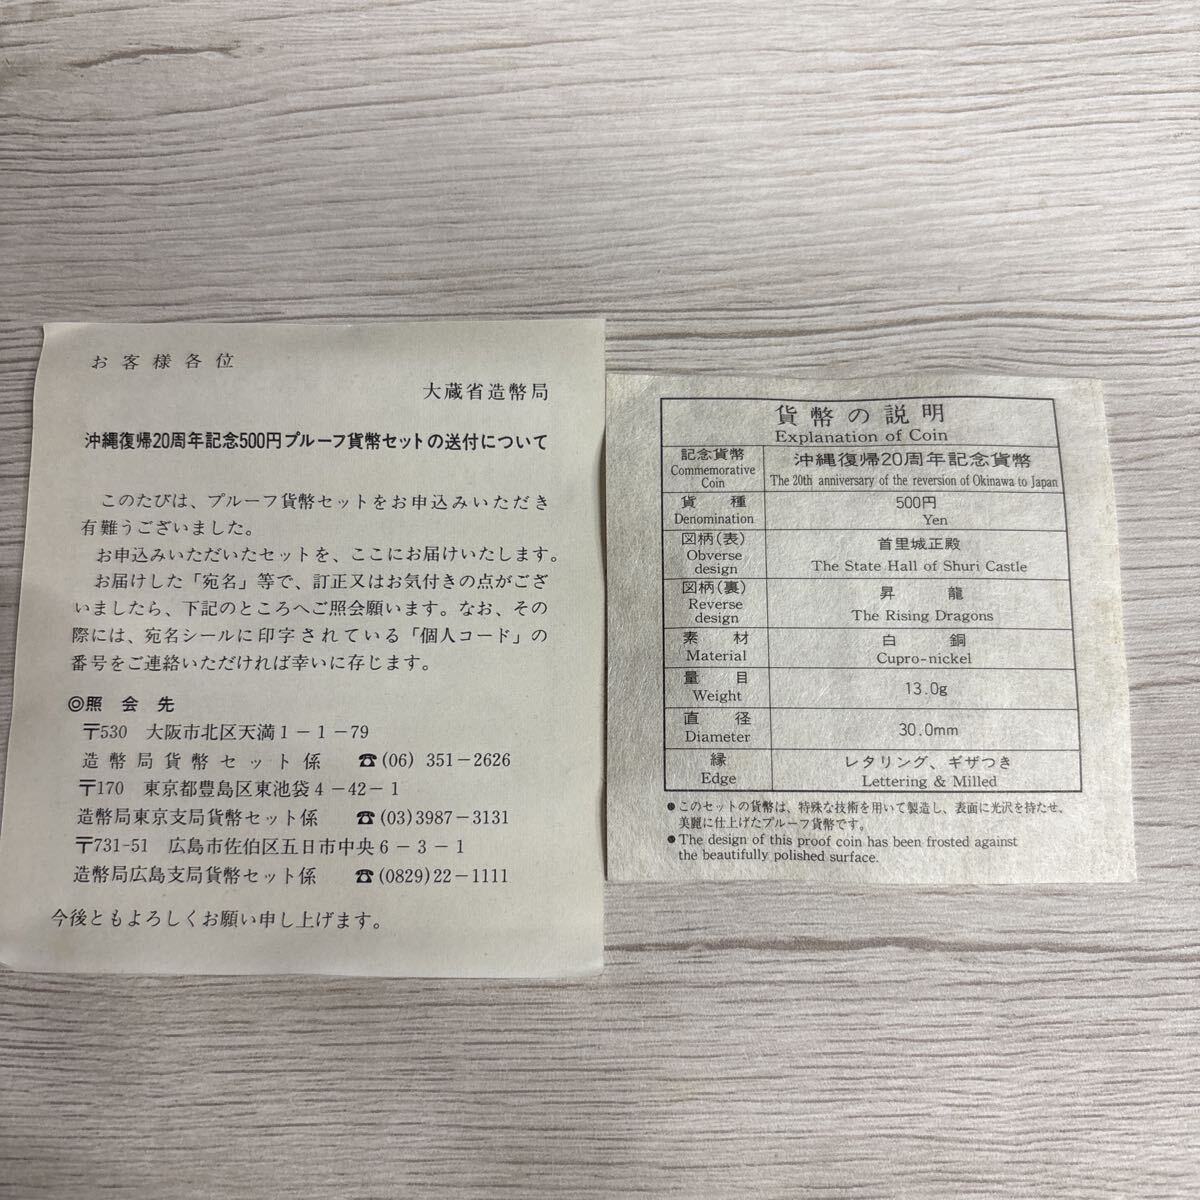 お客様各位
大蔵省造幣局
沖縄復帰20周年記念500円プルーフ貨幣セットの送付について
このたびは、プルーフ貨幣セットをお申込みいただき
有難うございました。
お申込みいただいたセットを、ここにお届けいたします。
お届けした「宛名」等で、訂正又はお気付きの点がござ
いましたら、下記のところへご照会願います。なお、その
際には、宛名シールに印字されている「個人コード」の
番号をご連絡いただければ幸いに存じます。
◎照会先
〒530 大阪市北区天満1-1-79
造幣局貨幣セット係 ☎(06) 351-2626
〒170 東京都豊島区東池袋4-42-1
造幣局東京支局貨幣セット係 ☎(03)3987-3131
〒731-51 広島市佐伯区五日市中央6-3-1
造幣局広島支局貨幣セット係 ☎(0829)22-1111
今後ともよろしくお願い申し上げます。
貨幣の説明
Explanation of Coin
記念貨幣 沖縄復帰20周年記念貨幣
Commemorative Coin The 20th anniversary of the reversion of Okinawa to Japan
貨種 500円
Denomination Yen
図柄(表) 首里城正殿
Obverse design The State Hall of Shuri Castle
図柄(裏) 昇龍
Reverse design The Rising Dragons
素材 白銅
Material Cupro-nickel
量目 13.0g
Weight
直径 30.0mm
Diameter
縁 レタリング、ギザつき
Edge Lettering & Milled
●このセットの貨幣は、特殊な技術を用いて製造し、表面に光沢を持たせ、
美麗に仕上げたプルーフ貨幣です。
●The design of this proof coin has been frosted against
the beautifully polished surface.